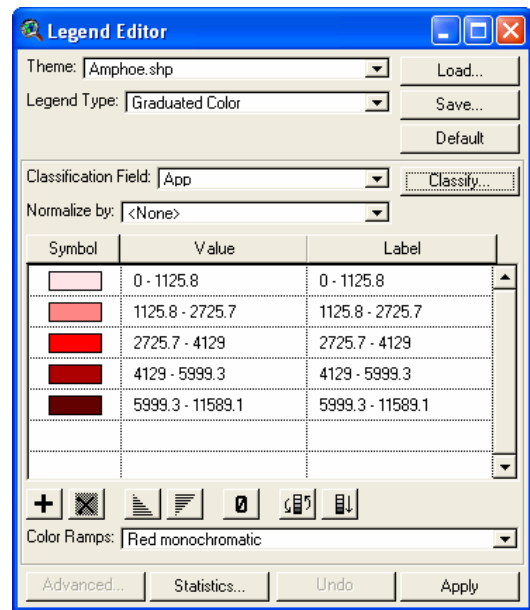 Legend Editor
Theme: Amphoe.shp
Load...
Legend Type: Graduated Color
Save...
Default
Classification Field: App
Classify...
Normalize by: <None>
Symbol Value Label
0 - 1125.8 0 - 1125.8
1125.8 - 2725.7 1125.8 - 2725.7
2725.7 - 4129 2725.7 - 4129
4129 - 5999.3 4129 - 5999.3
5999.3 - 11589.1 5999.3 - 11589.1
0
Color Ramps: Red monochromatic
Advanced... Statistics... Undo Apply